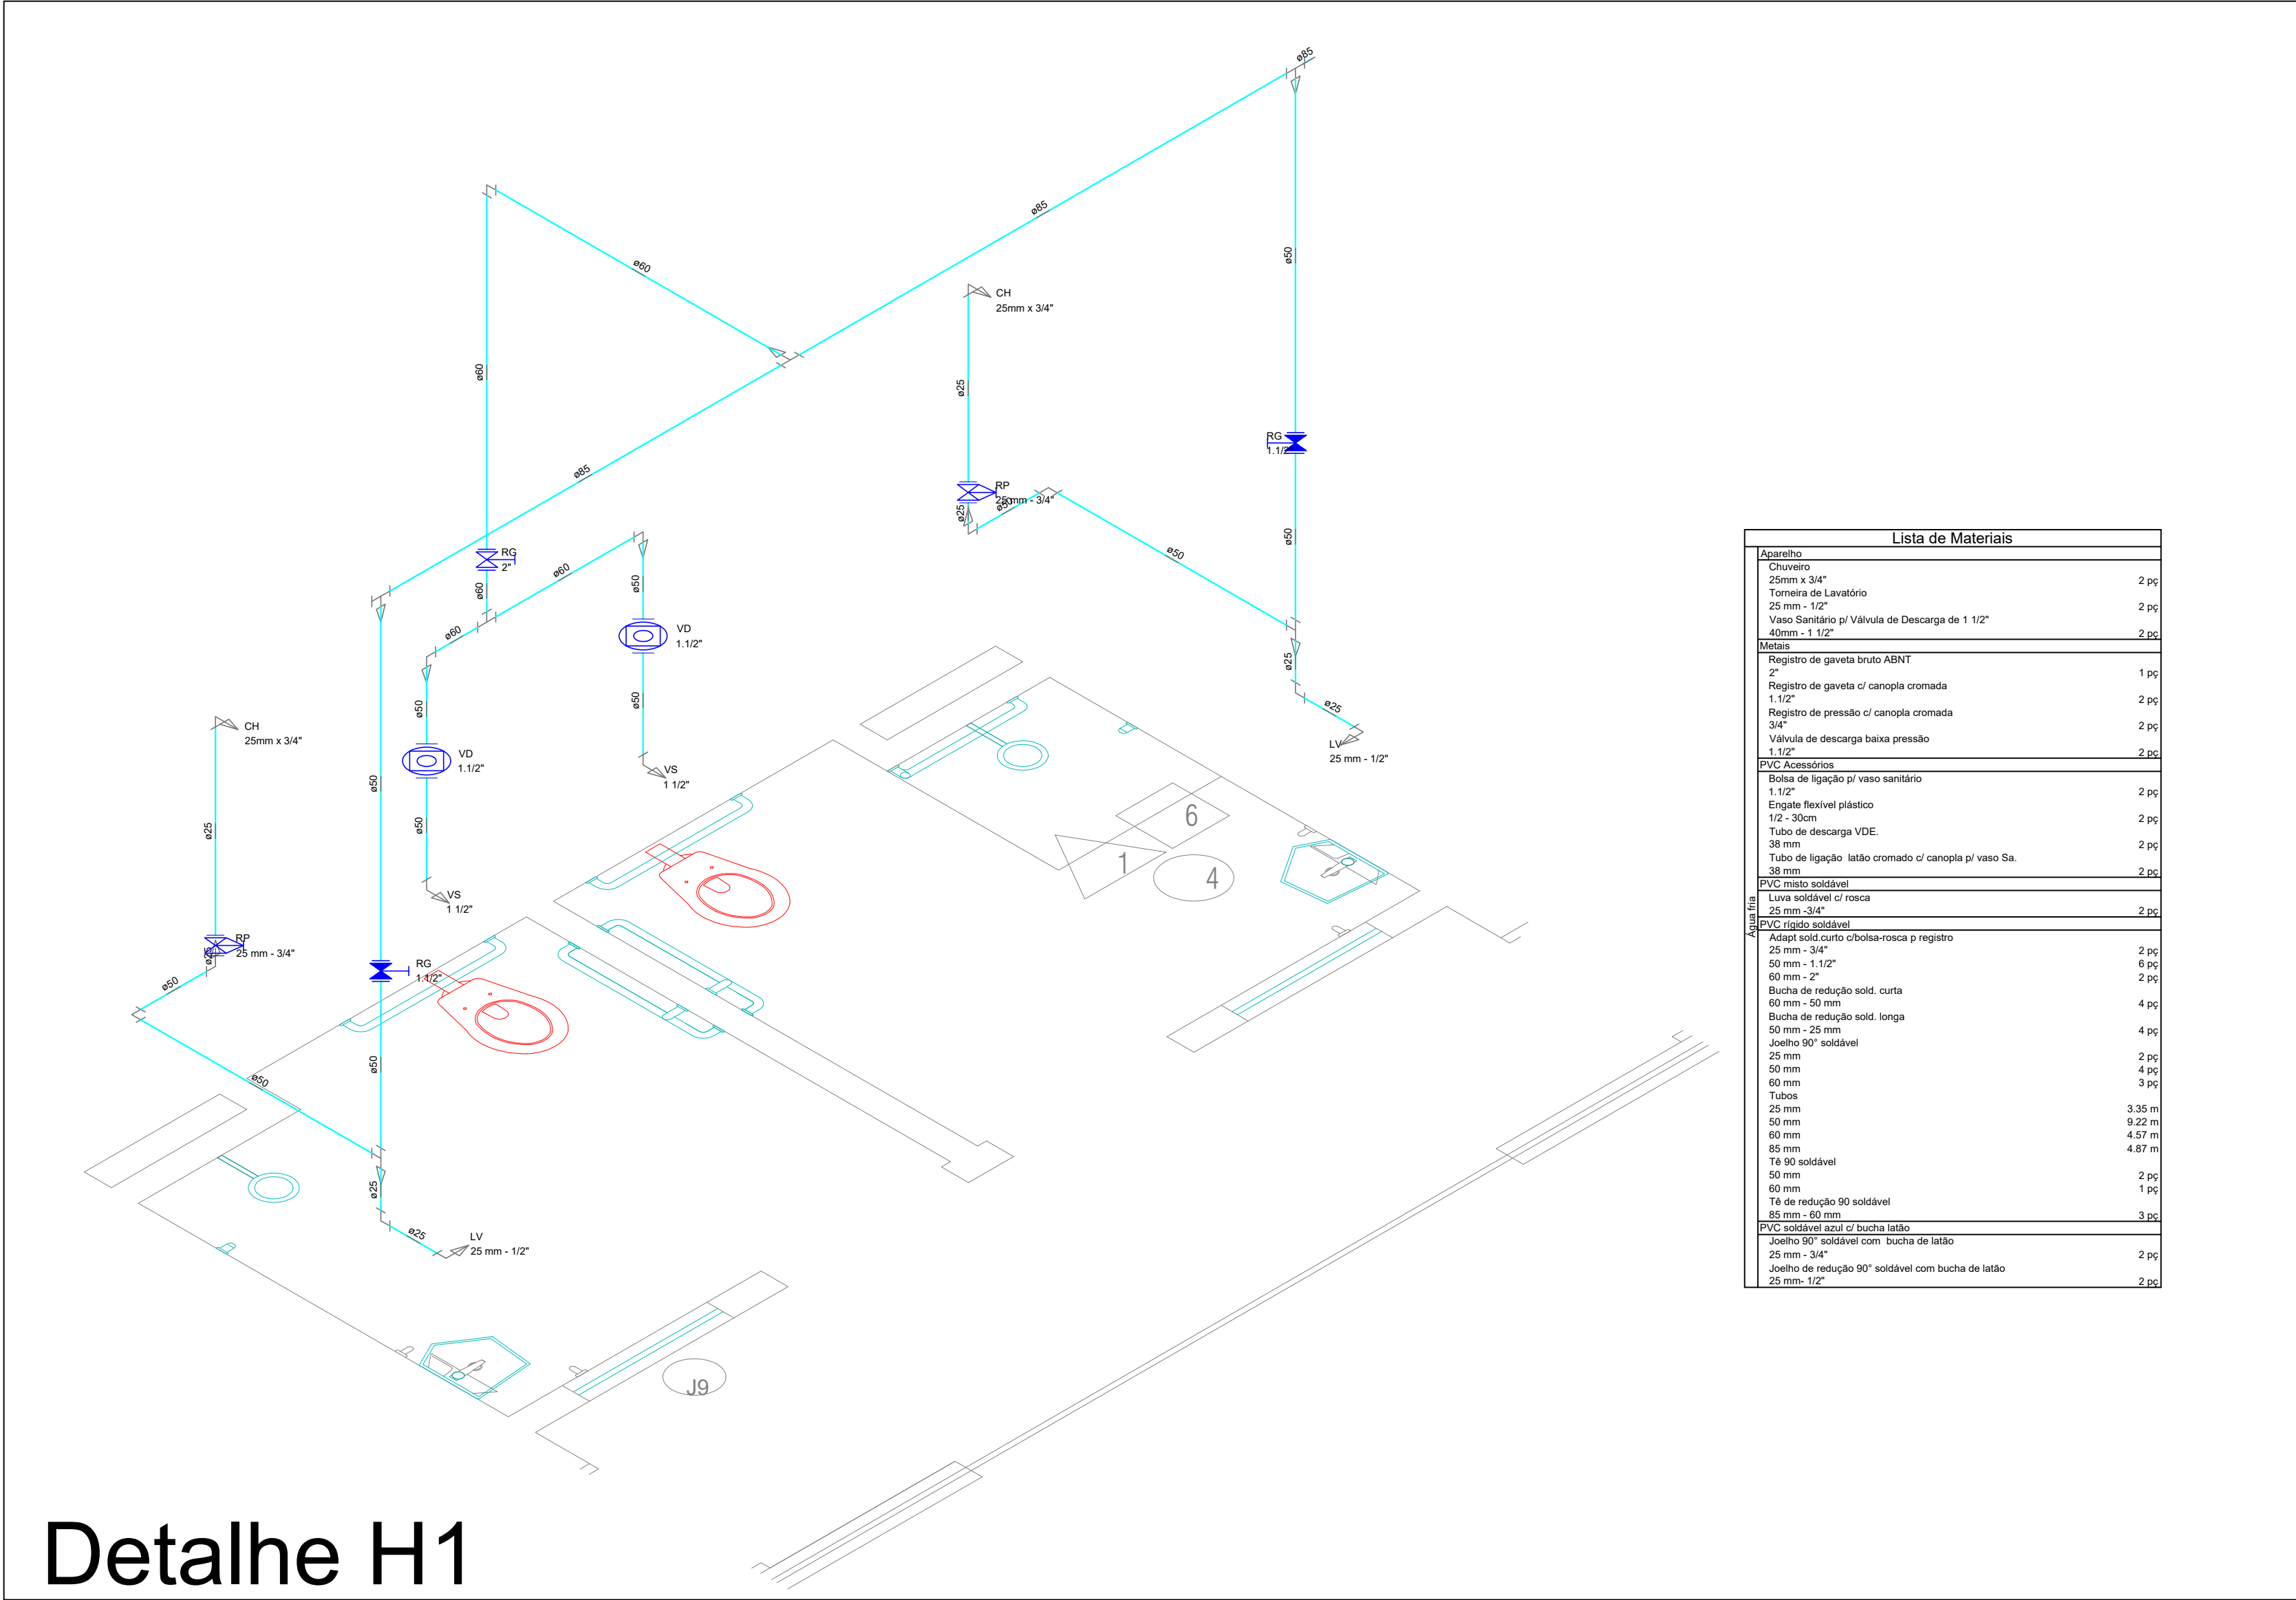 ø85
ø85
ø60
ø50
CH
25mm x 3/4"
ø60
ø25
RG
1.1/2"
ø85
RP
25 mm - 3/4"
ø50
ø25
ø50
ø50
RG
2"
ø60
ø60
ø50
ø60
VD
1.1/2"
ø25
ø25
LV
25 mm - 1/2"
ø50
VS
1 1/2"
ø50
VD
1.1/2"
CH
25mm x 3/4"
ø50
ø25
ø50
VS
1 1/2"
6
1
4
RP
25 mm - 3/4"
ø25
RG
1.1/2"
ø50
ø50
ø50
ø25
ø25
LV
25 mm - 1/2"
J9
Detalhe H1
Lista de Materiais
Água fria
Aparelho
Chuveiro
25mm x 3/4" 2 pç
Torneira de Lavatório
25 mm - 1/2" 2 pç
Vaso Sanitário p/ Válvula de Descarga de 1 1/2"
40mm - 1 1/2" 2 pç
Metais
Registro de gaveta bruto ABNT
2" 1 pç
Registro de gaveta c/ canopla cromada
1.1/2" 2 pç
Registro de pressão c/ canopla cromada
3/4" 2 pç
Válvula de descarga baixa pressão
1.1/2" 2 pç
PVC Acessórios
Bolsa de ligação p/ vaso sanitário
1.1/2" 2 pç
Engate flexível plástico
1/2 - 30cm 2 pç
Tubo de descarga VDE.
38 mm 2 pç
Tubo de ligação latão cromado c/ canopla p/ vaso Sa.
38 mm 2 pç
PVC misto soldável
Luva soldável c/ rosca
25 mm -3/4" 2 pç
PVC rígido soldável
Adapt sold.curto c/bolsa-rosca p registro
25 mm - 3/4" 2 pç
50 mm - 1.1/2" 6 pç
60 mm - 2" 2 pç
Bucha de redução sold. curta
60 mm - 50 mm 4 pç
Bucha de redução sold. longa
50 mm - 25 mm 4 pç
Joelho 90° soldável
25 mm 2 pç
50 mm 4 pç
60 mm 3 pç
Tubos
25 mm 3.35 m
50 mm 9.22 m
60 mm 4.57 m
85 mm 4.87 m
Tê 90 soldável
50 mm 2 pç
60 mm 1 pç
Tê de redução 90 soldável
85 mm - 60 mm 3 pç
PVC soldável azul c/ bucha latão
Joelho 90° soldável com bucha de latão
25 mm - 3/4" 2 pç
Joelho de redução 90° soldável com bucha de latão
25 mm- 1/2" 2 pç